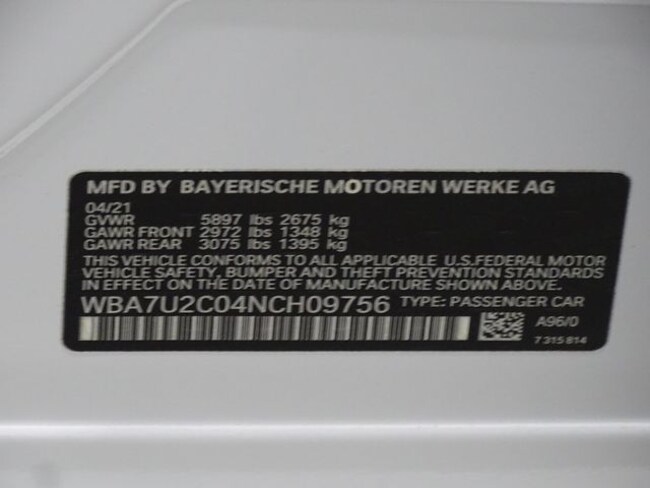 MFD BY BAYERISCHE MOTOREN WERKE AG
04/21
GVWR 5897 lbs 2675 kg
GAWR FRONT 2972 lbs 1348 kg
GAWR REAR 3075 lbs 1395 kg
THIS VEHICLE CONFORMS TO ALL APPLICABLE U.S.FEDERAL MOTOR
VEHICLE SAFETY, BUMPER AND THEFT PREVENTION STANDARDS
IN EFFECT ON THE DATE OF MANUFACTURE SHOWN ABOVE.
WBA7U2C04NCH09756 TYPE: PASSENGER CAR
A96/0
7 315 814